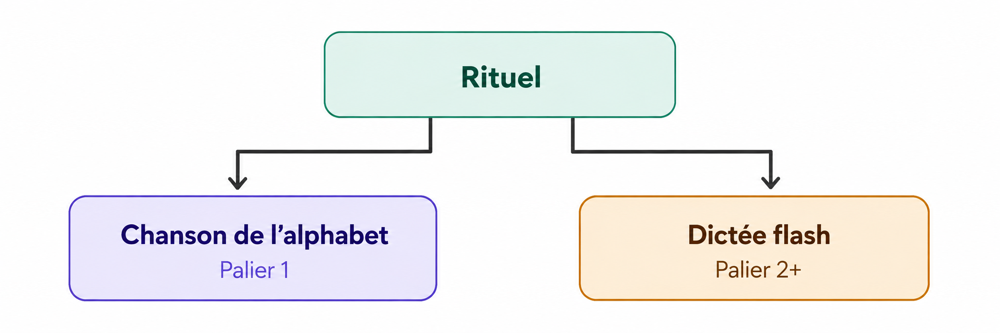 Rituel
Chanson de l’alphabet
Palier 1
Dictée flash
Palier 2+